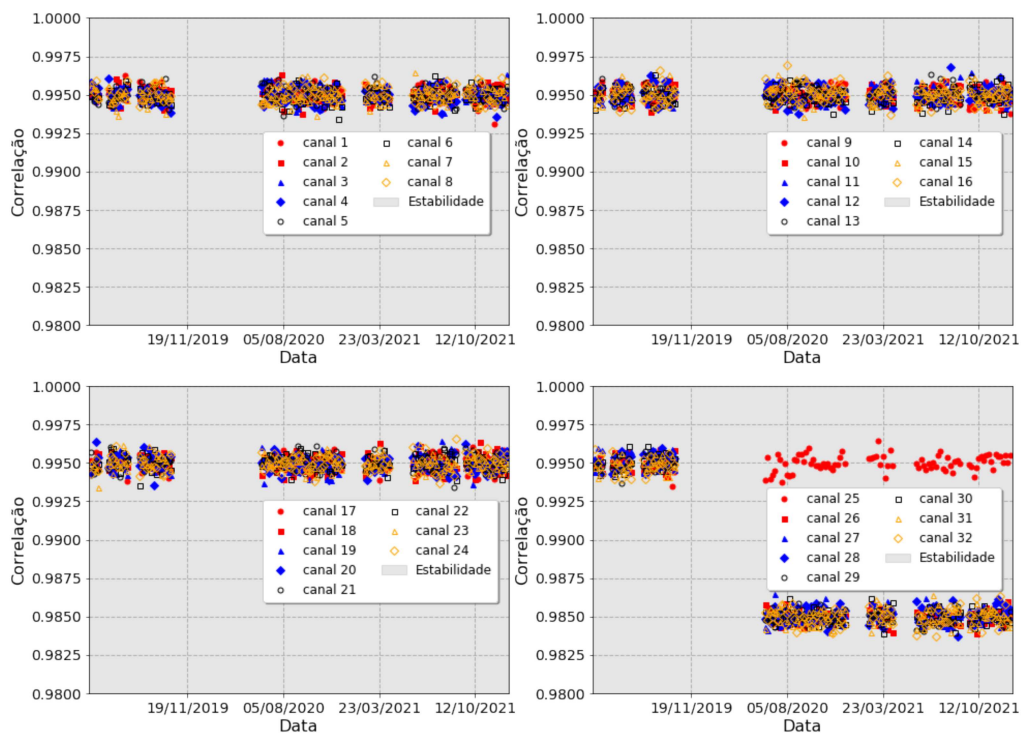 1.0000
0.9975
0.9950
0.9925
0.9900
0.9875
0.9850
0.9825
0.9800
Correlação
canal 1
canal 2
canal 3
canal 4
canal 5
canal 6
canal 7
canal 8
Estabilidade
19/11/2019 05/08/2020 23/03/2021 12/10/2021
Data
1.0000
0.9975
0.9950
0.9925
0.9900
0.9875
0.9850
0.9825
0.9800
Correlação
canal 9
canal 10
canal 11
canal 12
canal 13
canal 14
canal 15
canal 16
Estabilidade
19/11/2019 05/08/2020 23/03/2021 12/10/2021
Data
1.0000
0.9975
0.9950
0.9925
0.9900
0.9875
0.9850
0.9825
0.9800
Correlação
canal 17
canal 18
canal 19
canal 20
canal 21
canal 22
canal 23
canal 24
Estabilidade
19/11/2019 05/08/2020 23/03/2021 12/10/2021
Data
1.0000
0.9975
0.9950
0.9925
0.9900
0.9875
0.9850
0.9825
0.9800
Correlação
canal 25
canal 26
canal 27
canal 28
canal 29
canal 30
canal 31
canal 32
Estabilidade
19/11/2019 05/08/2020 23/03/2021 12/10/2021
Data